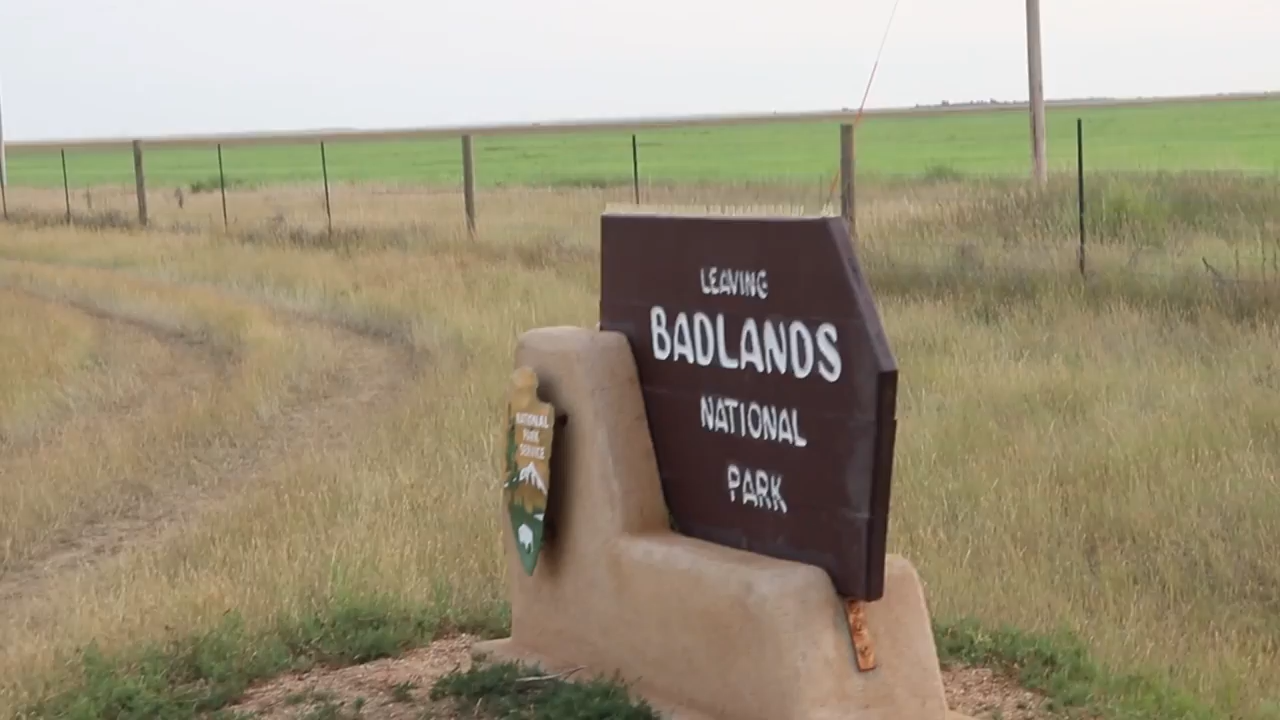 LEAVING
BADLANDS
NATIONAL
PARK
NATIONAL
PARK
SERVICE